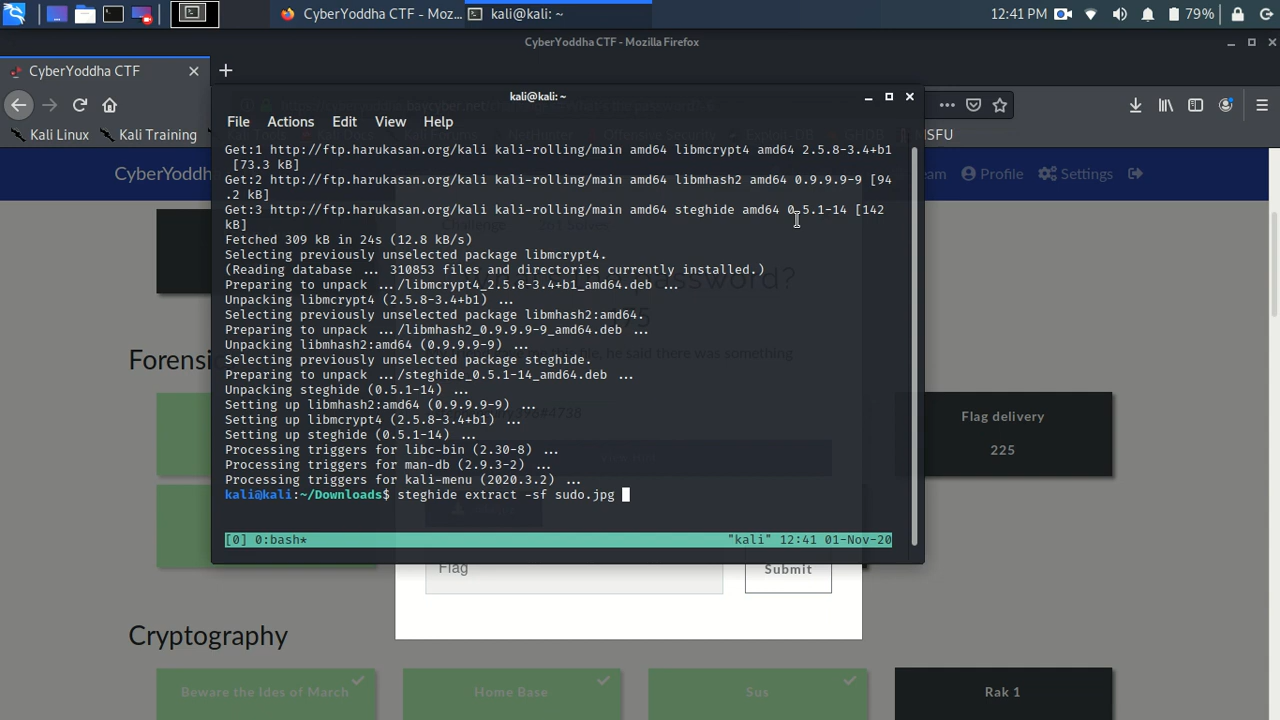 CyberYoddha CTF - Moz...
kali@kali: ~
12:41 PM
79%
CyberYoddha CTF - Mozilla Firefox
CyberYoddha CTF
kali@kali: ~
Kali Linux
Kali Training
MSFU
File Actions Edit View Help
CyberYoddha
Profile
Settings
Get:1 http://ftp.harukasan.org/kali kali-rolling/main amd64 libmcrypt4 amd64 2.5.8-3.4+b1
[73.3 kB]
Get:2 http://ftp.harukasan.org/kali kali-rolling/main amd64 libmhash2 amd64 0.9.9.9-9 [94
.2 kB]
Get:3 http://ftp.harukasan.org/kali kali-rolling/main amd64 steghide amd64 0.5.1-14 [142
kB]
Fetched 309 kB in 24s (12.8 kB/s)
Selecting previously unselected package libmcrypt4.
(Reading database ... 310853 files and directories currently installed.)
Preparing to unpack .../libmcrypt4_2.5.8-3.4+b1_amd64.deb ...
Unpacking libmcrypt4 (2.5.8-3.4+b1) ...
Selecting previously unselected package libmhash2:amd64.
Preparing to unpack .../libmhash2_0.9.9.9-9_amd64.deb ...
Unpacking libmhash2:amd64 (0.9.9.9-9) ...
Selecting previously unselected package steghide.
Preparing to unpack .../steghide_0.5.1-14_amd64.deb ...
Unpacking steghide (0.5.1-14) ...
Setting up libmhash2:amd64 (0.9.9.9-9) ...
Setting up libmcrypt4 (2.5.8-3.4+b1) ...
Setting up steghide (0.5.1-14) ...
Processing triggers for libc-bin (2.30-8) ...
Processing triggers for man-db (2.9.3-2) ...
Processing triggers for kali-menu (2020.3.2) ...
kali@kali:~/Downloads$ steghide extract -sf sudo.jpg
[0] 0:bash* "kali" 12:41 01-Nov-20
password?
he said there was something
Forens
Flag delivery
225
Flag
Submit
Cryptography
Beware the Ides of March
Home Base
Sus
Rak 1